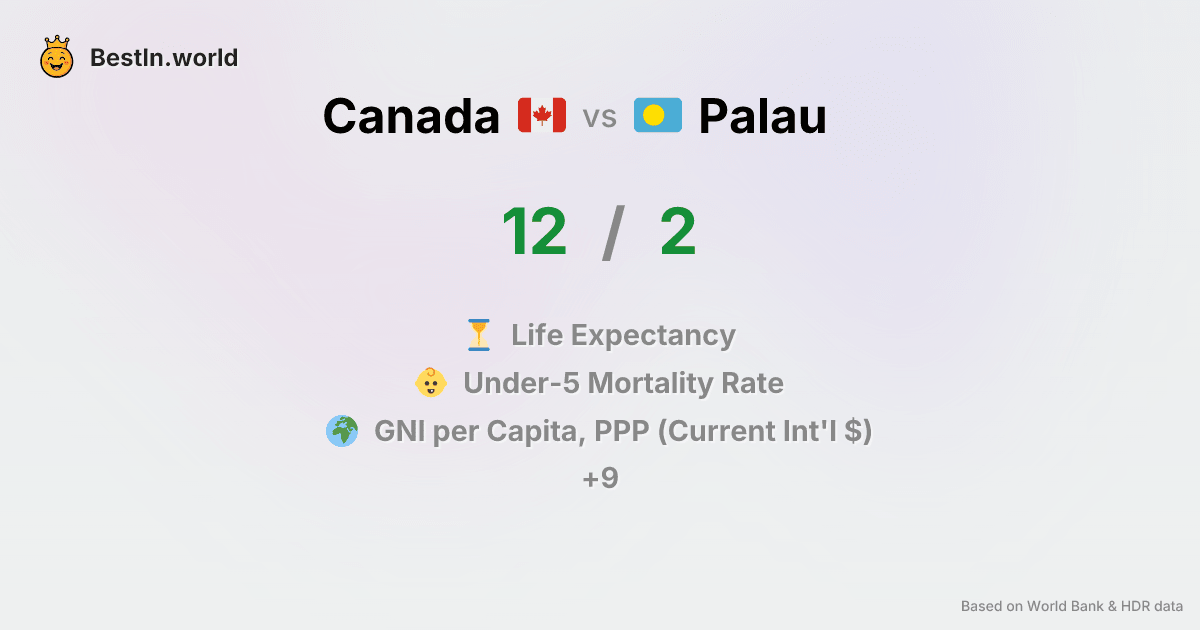 BestIn.world
Canada vs Palau
12 / 2
Life Expectancy
Under-5 Mortality Rate
GNI per Capita, PPP (Current Int'l $)
+9
Based on World Bank & HDR data